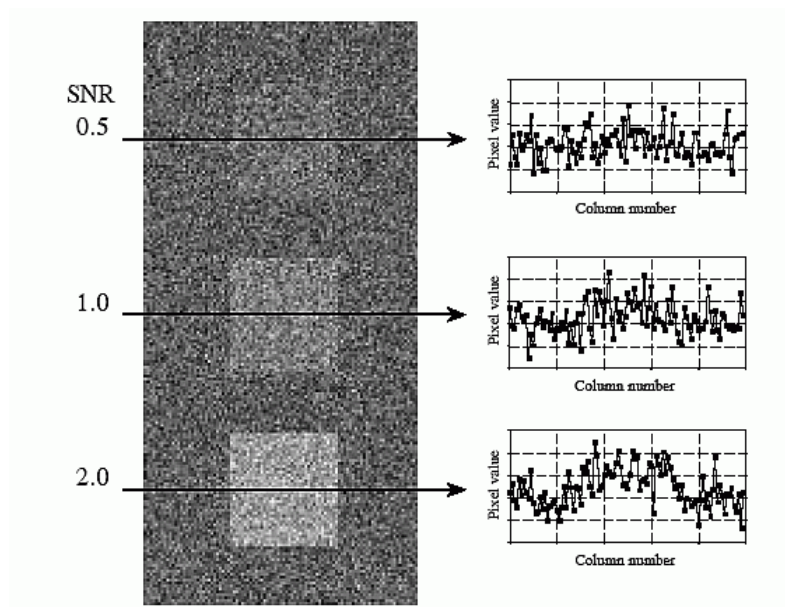 SNR
0.5
Pixel value
Column number
1.0
Pixel value
Column number
2.0
Pixel value
Column number